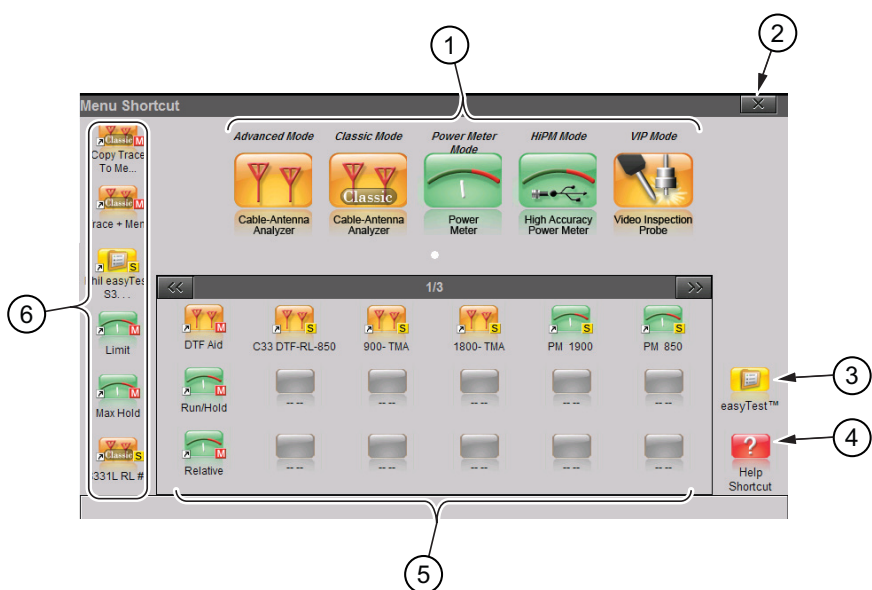 1
2
Menu Shortcut
Advanced Mode
Classic Mode
Power Meter
Mode
HiPM Mode
VIP Mode
Classic
Cable-Antenna
Analyzer
Cable-Antenna
Analyzer
Power
Meter
High Accuracy
Power Meter
Video Inspection
Probe
Classic M
Copy Trace
To Me...
Classic M
race + Mem
S
hil easyTes
S3. . .
M
Limit
M
Max Hold
Classic S
331L RL #
6
<<
1/3
>>
M
DTF Aid
S
C33 DTF-RL-850
S
900- TMA
S
1800- TMA
S
PM 1900
S
PM 850
M
Run/Hold
-- --
-- --
-- --
-- --
-- --
M
Relative
-- --
-- --
-- --
-- --
-- --
easyTest™
3
?
Help
Shortcut
4
5